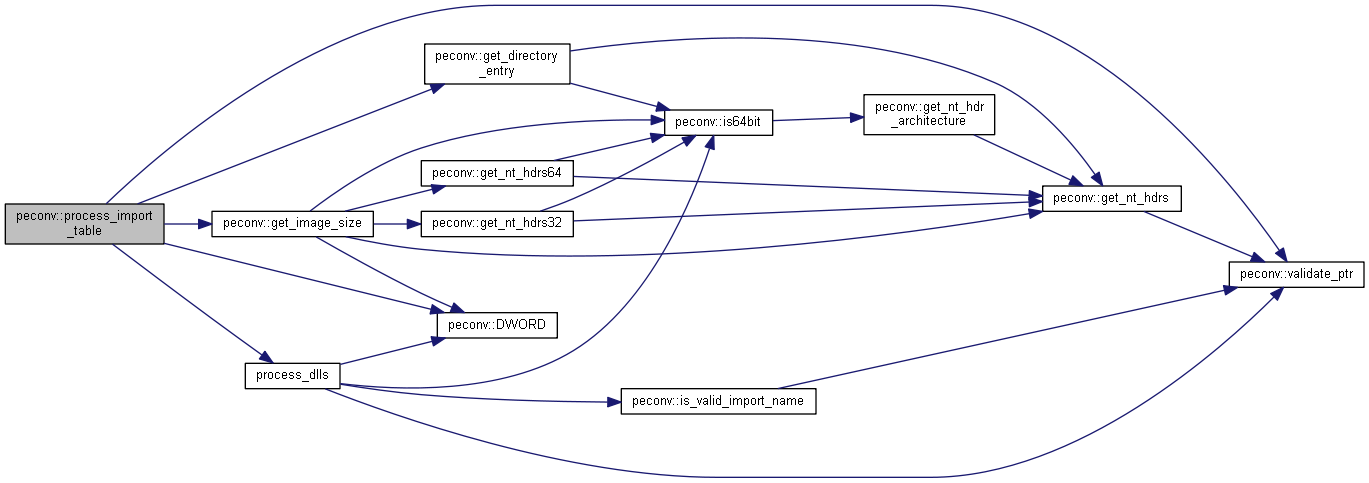 peconv::process_import
_table
peconv::get_directory
_entry
peconv::get_image_size
peconv::get_nt_hdrs64
peconv::get_nt_hdrs32
peconv::DWORD
process_dlls
peconv::is64bit
peconv::is_valid_import_name
peconv::get_nt_hdr
_architecture
peconv::get_nt_hdrs
peconv::validate_ptr